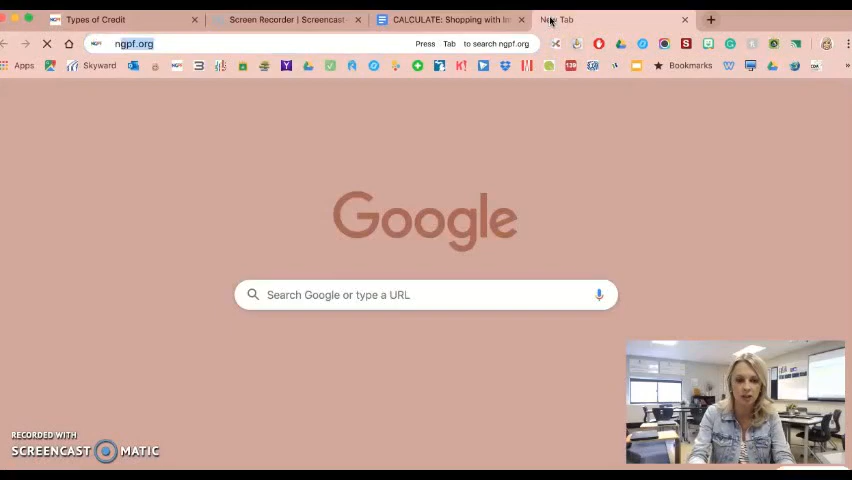 Types of Credit
Screen Recorder | Screencast-
CALCULATE: Shopping with In
New Tab
ngpf.org
Press Tab to search ngpf.org
Apps
Skyward
Bookmarks
Google
Search Google or type a URL
RECORDED WITH
SCREENCAST MATIC